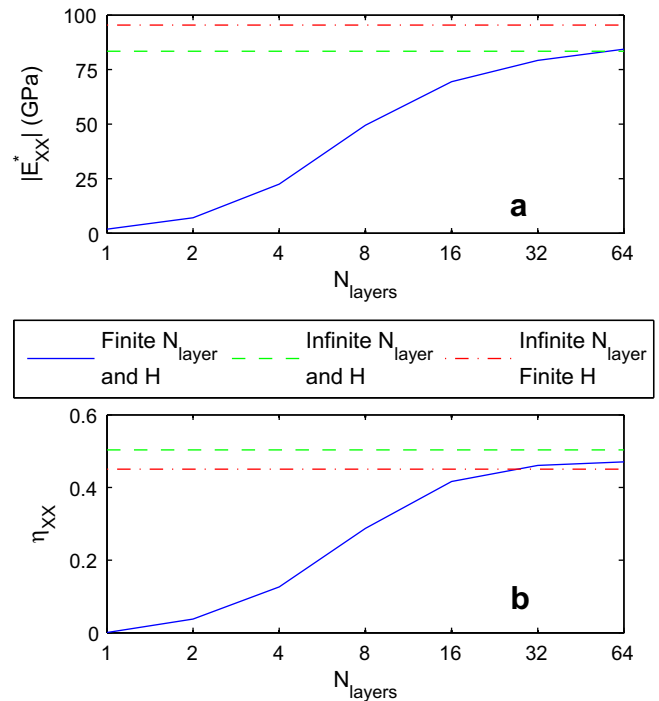 100
75
50
25
0
|E*XX| (GPa)
a
1 2 4 8 16 32 64
Nlayers
Finite Nlayer and H
Infinite Nlayer and H
Infinite Nlayer Finite H
0.6
0.4
0.2
0
ηXX
b
1 2 4 8 16 32 64
Nlayers